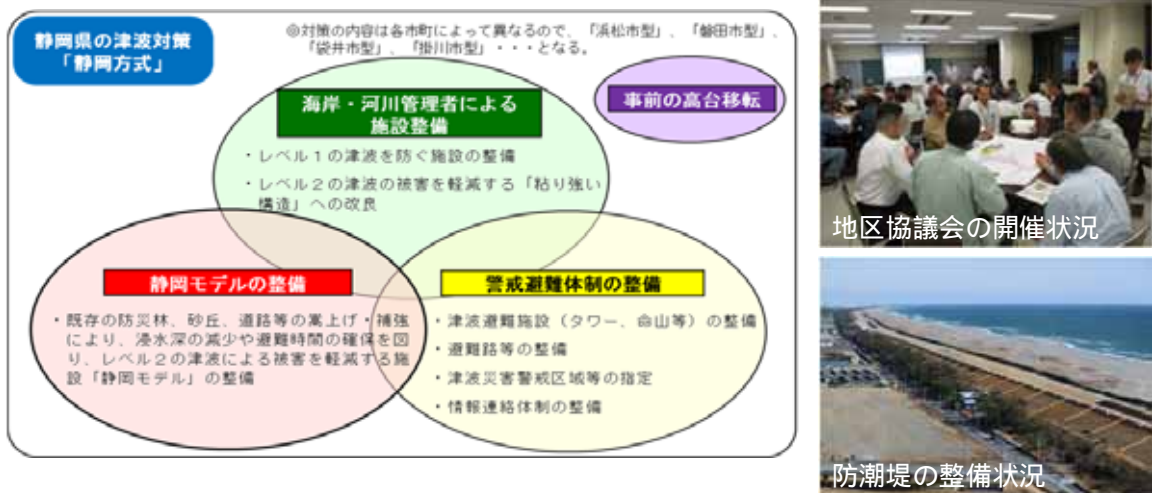 静岡県の津波対策
「静岡方式」
◎対策の内容は各市町によって異なるので、「浜松市型」、「磐田市型」、
「袋井市型」、「掛川市型」・・・となる。
海岸・河川管理者による
施設整備
・レベル１の津波を防ぐ施設の整備
・レベル２の津波の被害を軽減する「粘り強い
構造」への改良
事前の高台移転
静岡モデルの整備
・既存の防災林、砂丘、道路等の嵩上げ・補強
により、浸水深の減少や避難時間の確保を図
り、レベル２の津波による被害を軽減する施
設「静岡モデル」の整備
警戒避難体制の整備
・津波避難施設（タワー、命山等）の整備
・避難路等の整備
・津波災害警戒区域等の指定
・情報連絡体制の整備
地区協議会の開催状況
防潮堤の整備状況